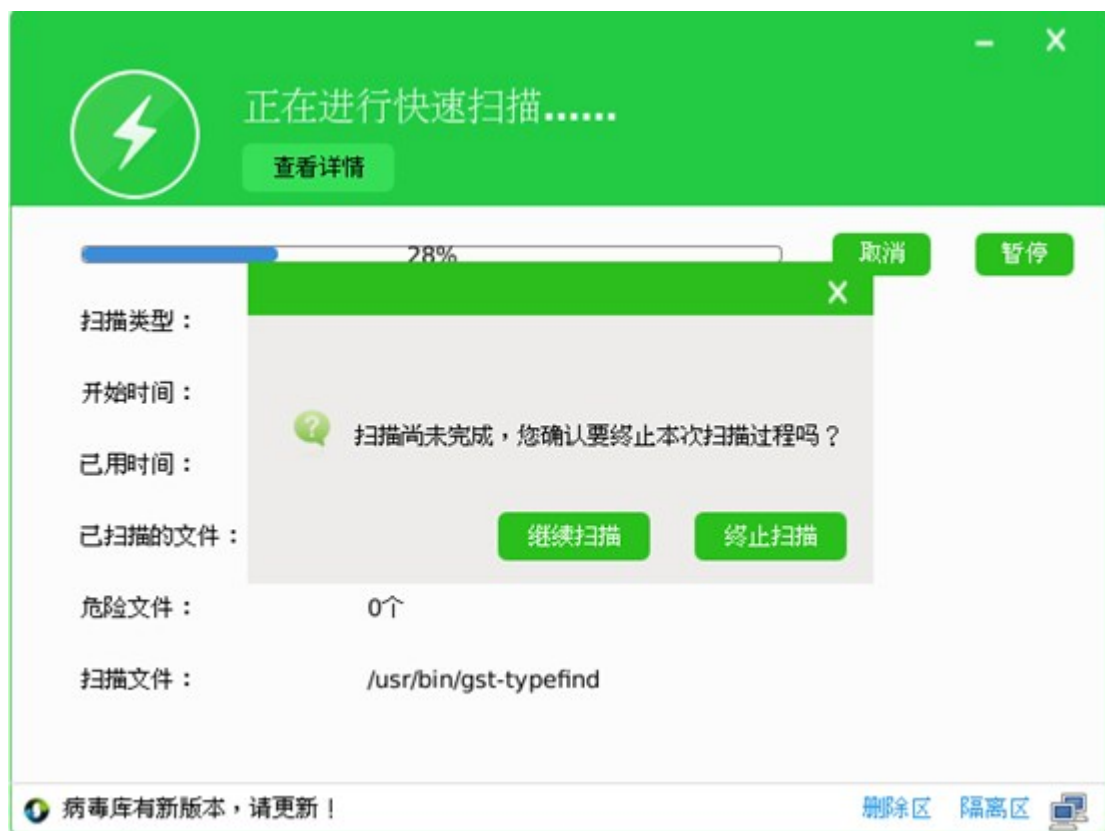 正在进行快速扫描......
查看详情
28%
取消
暂停
扫描类型：
开始时间：
扫描尚未完成，您确认要终止本次扫描过程吗？
已用时间：
已扫描的文件：
继续扫描
终止扫描
危险文件：
0个
扫描文件：
/usr/bin/gst-typefind
病毒库有新版本，请更新！
删除区
隔离区